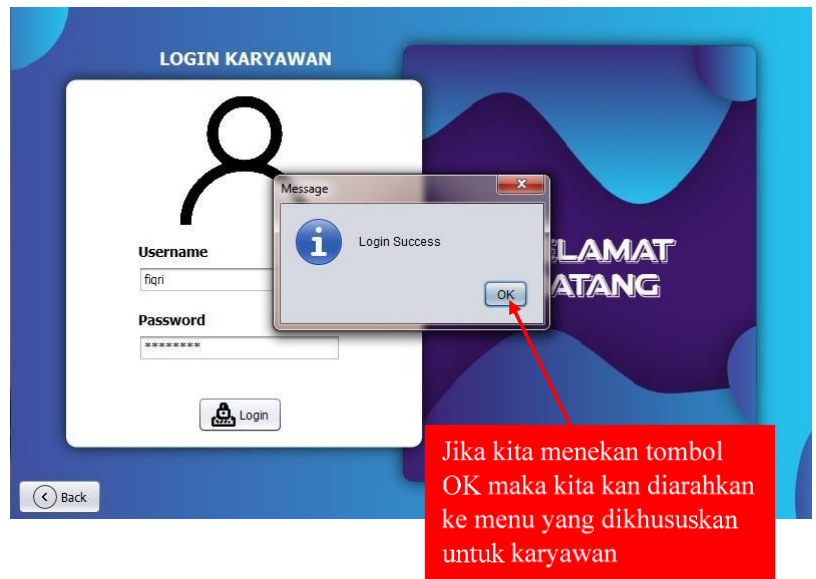 LOGIN KARYAWAN
Message
x
Login Success
OK
Username
fiqri
Password
********
Login
Back
LAMAT
ATANG
Jika kita menekan tombol
OK maka kita kan diarahkan
ke menu yang dikhususkan
untuk karyawan